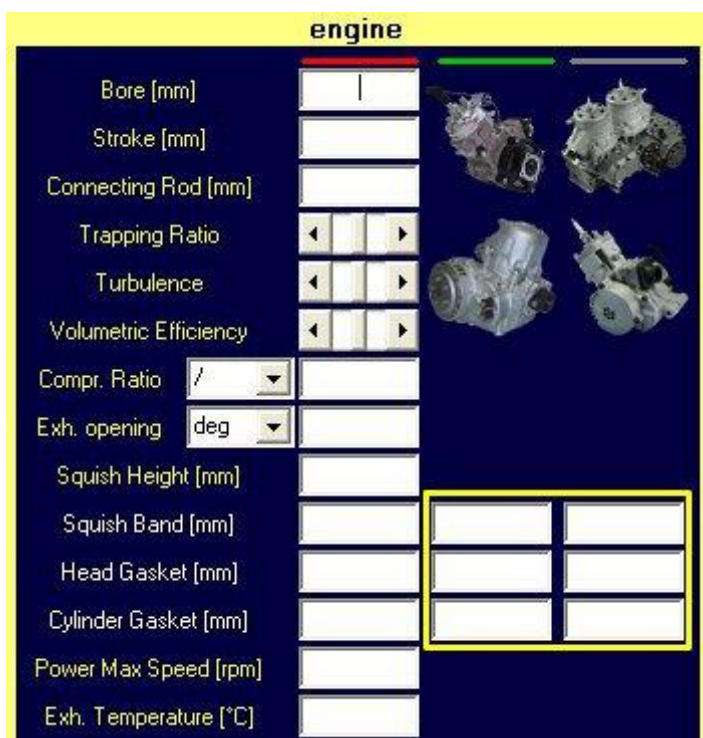 engine
Bore [mm]
Stroke [mm]
Connecting Rod [mm]
Trapping Ratio
Turbulence
Volumetric Efficiency
Compr. Ratio /
Exh. opening deg
Squish Height [mm]
Squish Band [mm]
Head Gasket [mm]
Cylinder Gasket [mm]
Power Max Speed [rpm]
Exh. Temperature [°C]